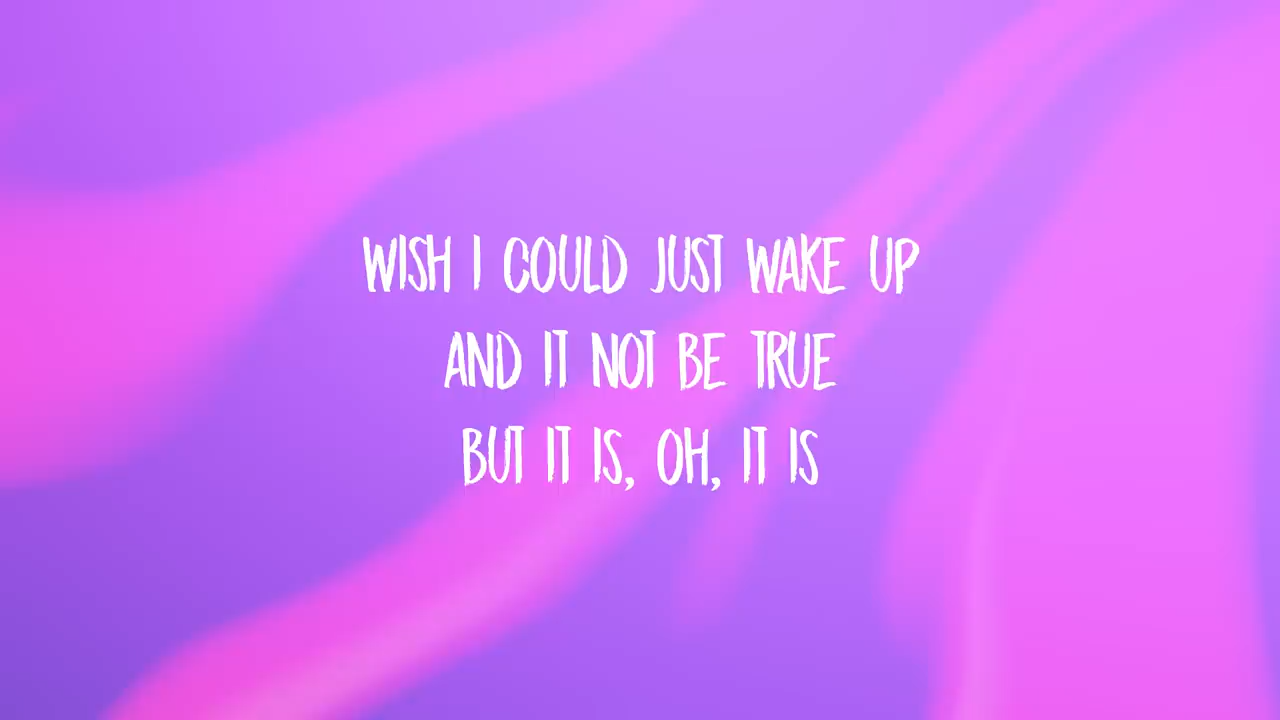 WISH I COULD JUST WAKE UP
AND IT NOT BE TRUE
BUT IT IS, OH, IT IS